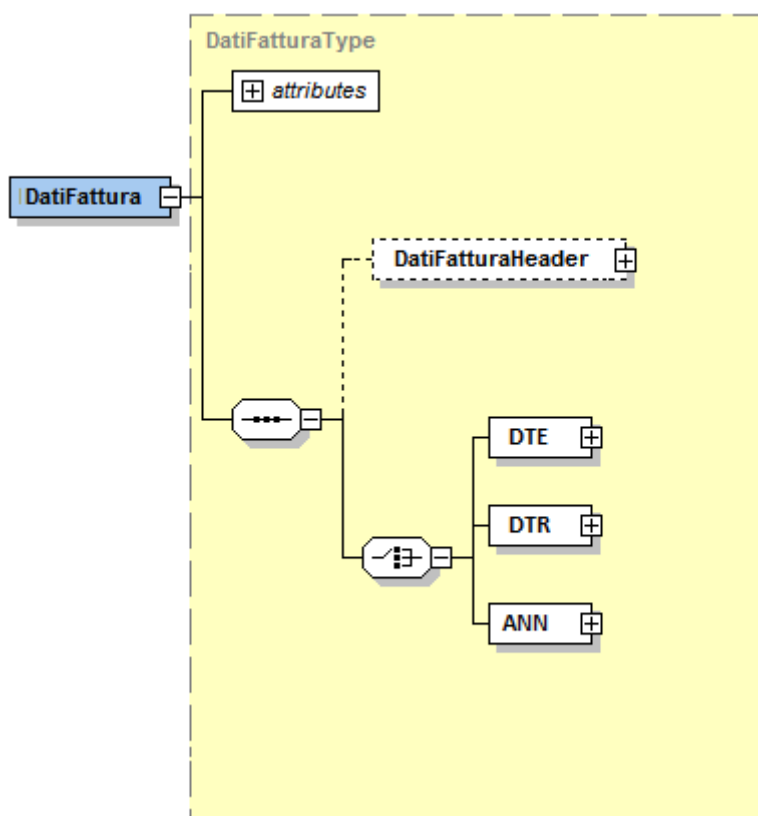 DatiFatturaType
attributes
DatiFattura
DatiFatturaHeader
DTE
DTR
ANN